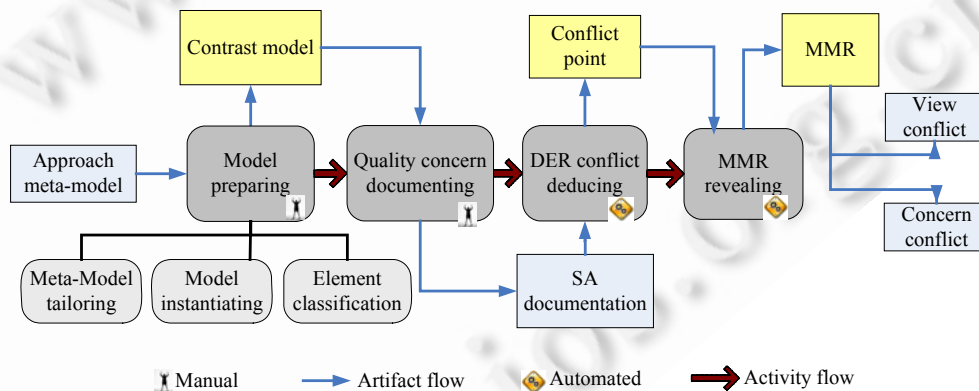 Contrast model
Conflict
point
MMR
View
conflict
Approach
meta-model
Model
preparing
Quality concern
documenting
DER conflict
deducing
MMR
revealing
Concern
conflict
Meta-Model
tailoring
Model
instantiating
Element
classification
SA
documentation
Manual
Artifact flow
Automated
Activity flow